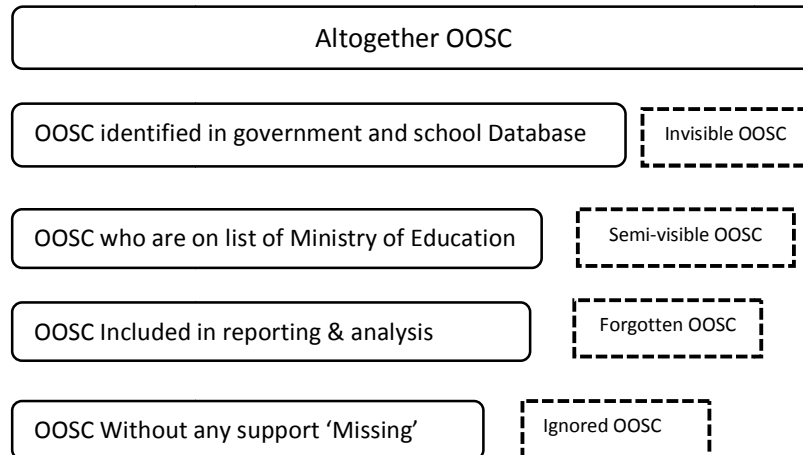 Altogether OOSC
OOSC identified in government and school Database
Invisible OOSC
OOSC who are on list of Ministry of Education
Semi-visible OOSC
OOSC Included in reporting & analysis
Forgotten OOSC
OOSC Without any support ‘Missing’
Ignored OOSC